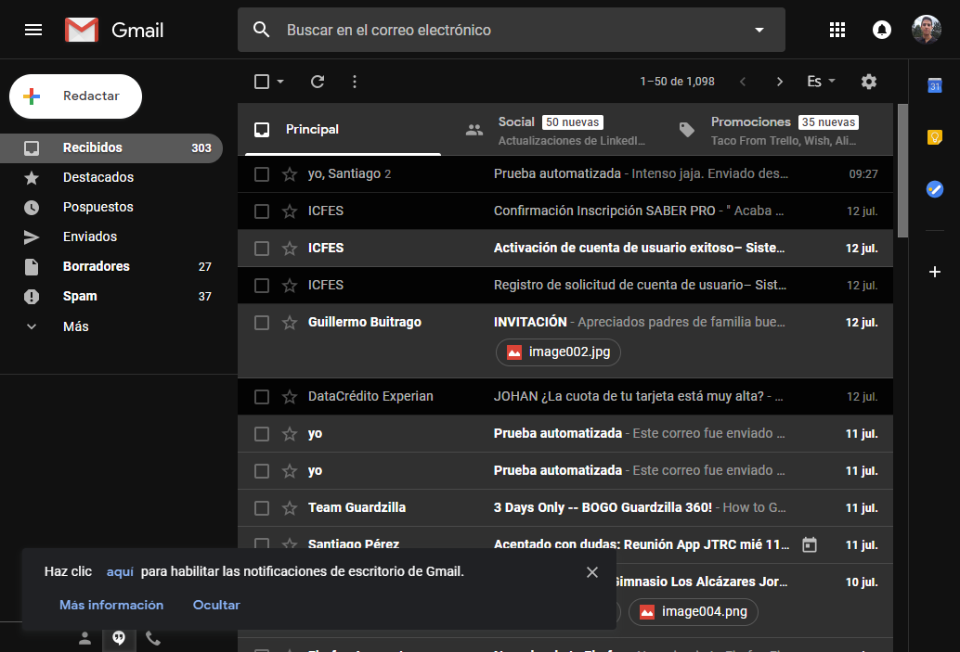 Gmail
Buscar en el correo electrónico
Redactar
1–50 de 1,098
Es
31
Principal
Social 50 nuevas
Actualizaciones de LinkedI...
Promociones 35 nuevas
Taco From Trello, Wish, Ali...
Recibidos 303
Destacados
Pospuestos
Enviados
Borradores 27
Spam 37
Más
yo, Santiago 2 Prueba automatizada - Intenso jaja. Enviado des... 09:27
ICFES Confirmación Inscripción SABER PRO - " Acaba ... 12 jul.
ICFES Activación de cuenta de usuario exitoso– Siste... 12 jul.
ICFES Registro de solicitud de cuenta de usuario– Sist... 12 jul.
Guillermo Buitrago INVITACIÓN - Apreciados padres de familia bue... 12 jul.
image002.jpg
DataCrédito Experian JOHAN ¿La cuota de tu tarjeta está muy alta? - ... 12 jul.
yo Prueba automatizada - Este correo fue enviado ... 11 jul.
yo Prueba automatizada - Este correo fue enviado ... 11 jul.
Team Guardzilla 3 Days Only -- BOGO Guardzilla 360! - How to G... 11 jul.
Santiago Pérez Aceptado con dudas: Reunión App JTRC mié 11... 11 jul.
Gimnasio Los Alcázares Jor... 10 jul.
image004.png
Haz clic aquí para habilitar las notificaciones de escritorio de Gmail.
Más información Ocultar